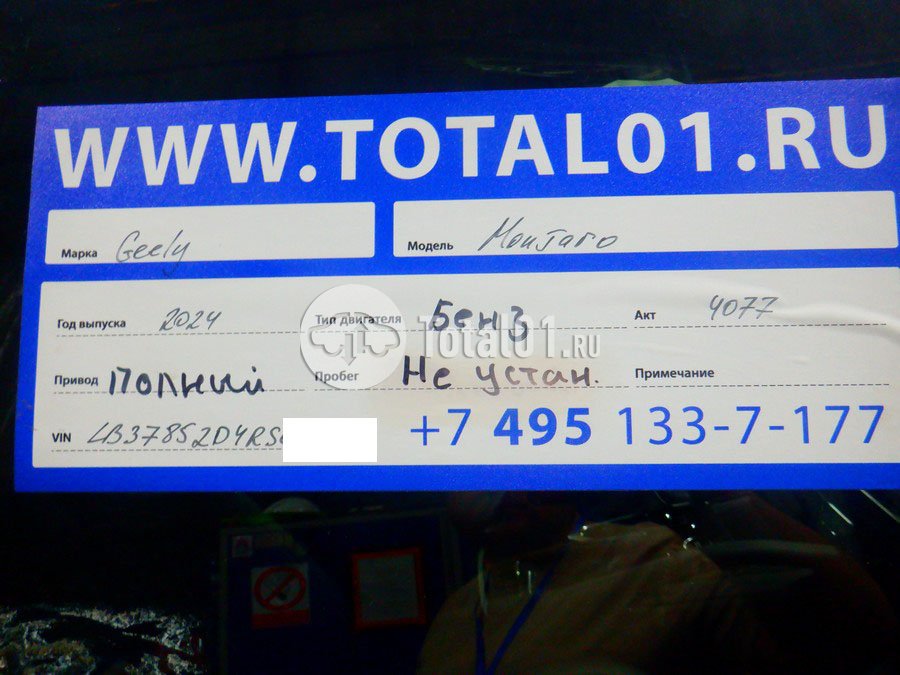 WWW.TOTAL01.RU
Марка Geely Модель Monjaro
Год выпуска 2024 Тип двигателя Бенз Акт 4077
Total01.RU
Привод Полный Пробег Не устан. Примечание
VIN LB37852D4RS +7 495 133-7-177